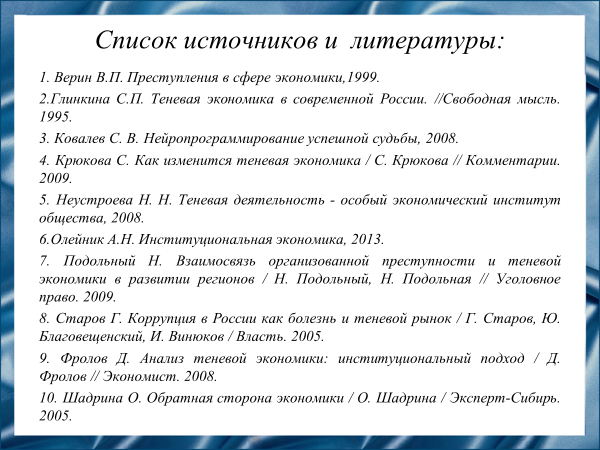 Список источников и литературы:
1. Верин В.П. Преступления в сфере экономики,1999.
2.Глинкина С.П. Теневая экономика в современной России. //Свободная мысль.
1995.
3. Ковалев С. В. Нейропрограммирование успешной судьбы, 2008.
4. Крюкова С. Как изменится теневая экономика / С. Крюкова // Комментарии.
2009.
5. Неустроева Н. Н. Теневая деятельность - особый экономический институт
общества, 2008.
6.Олейник А.Н. Институциональная экономика, 2013.
7. Подольный Н. Взаимосвязь организованной преступности и теневой
экономики в развитии регионов / Н. Подольный, Н. Подольная // Уголовное
право. 2009.
8. Старов Г. Коррупция в России как болезнь и теневой рынок / Г. Старов, Ю.
Благовещенский, И. Винюков / Власть. 2005.
9. Фролов Д. Анализ теневой экономики: институциональный подход / Д.
Фролов // Экономист. 2008.
10. Шадрина О. Обратная сторона экономики / О. Шадрина / Эксперт-Сибирь.
2005.